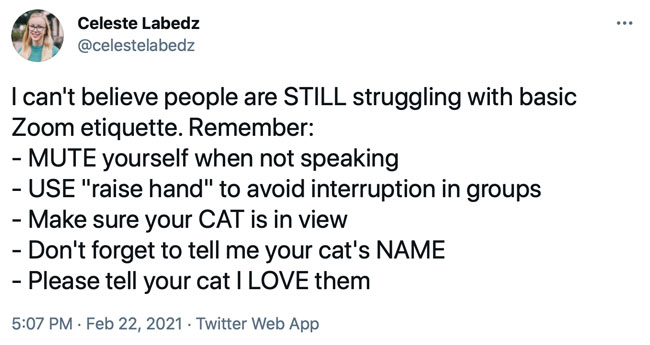 Celeste Labedz
@celestelabedz
I can't believe people are STILL struggling with basic
Zoom etiquette. Remember:
- MUTE yourself when not speaking
- USE "raise hand" to avoid interruption in groups
- Make sure your CAT is in view
- Don't forget to tell me your cat's NAME
- Please tell your cat I LOVE them
5:07 PM · Feb 22, 2021 · Twitter Web App